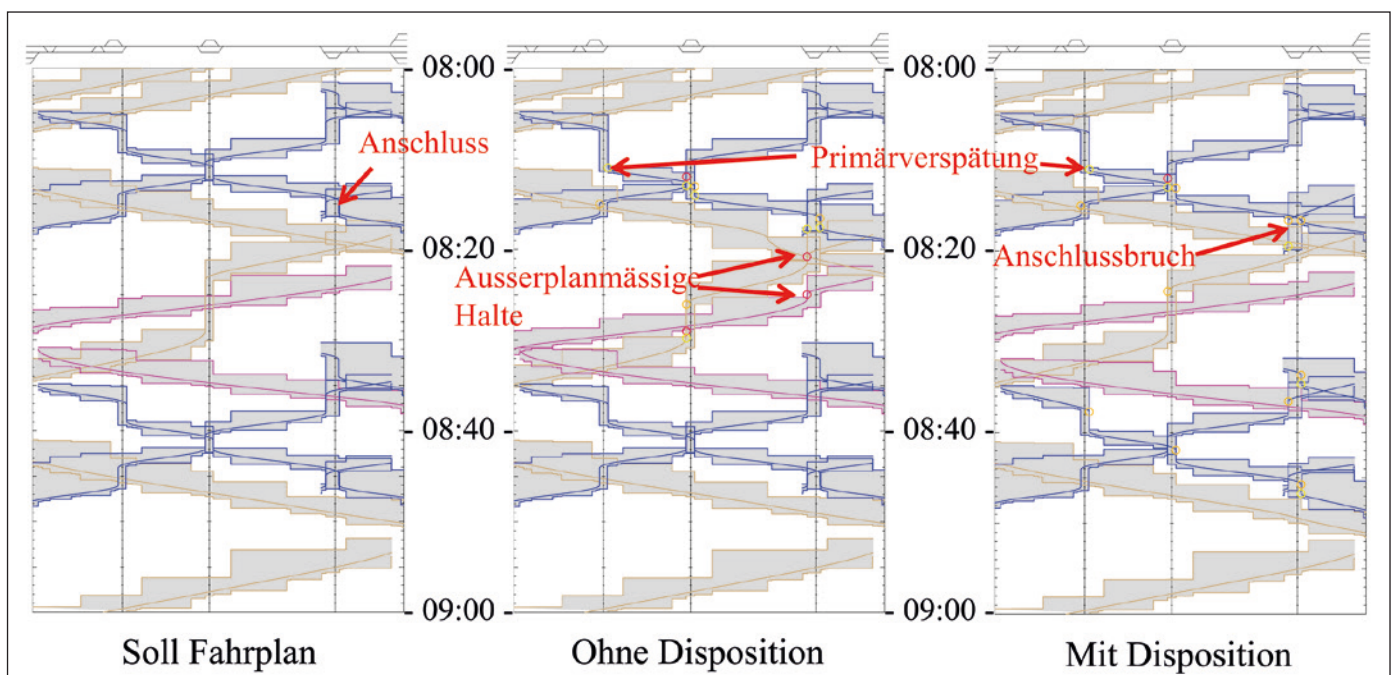 08:00
08:00
Anschluss
Primärverspätung
08:20
08:20
Anschlussbruch
Ausserplanmässige
Halte
08:40
08:40
09:00
09:00
Soll Fahrplan
Ohne Disposition
Mit Disposition